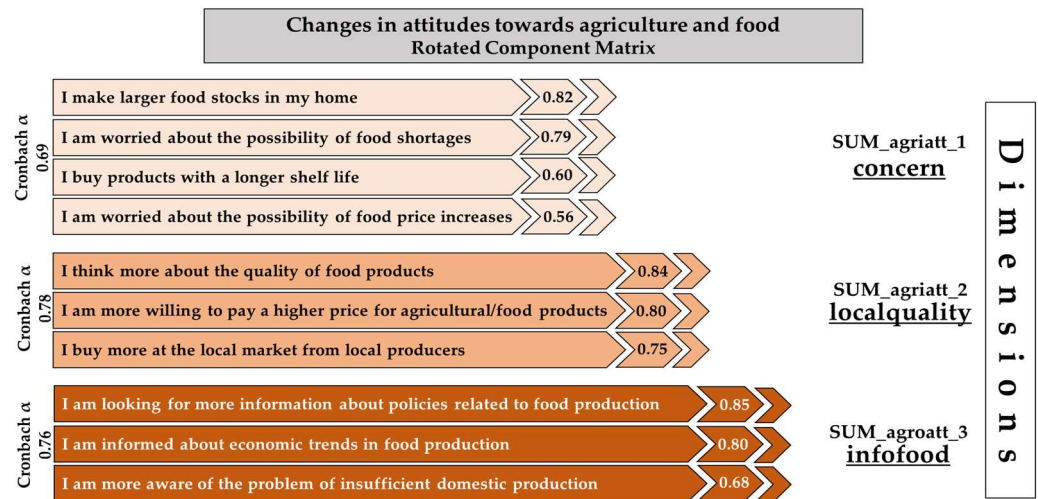 Changes in attitudes towards agriculture and food
Rotated Component Matrix
Cronbach α
0.69
I make larger food stocks in my home 0.82
I am worried about the possibility of food shortages 0.79
I buy products with a longer shelf life 0.60
I am worried about the possibility of food price increases 0.56
SUM_agriatt_1
concern
Cronbach α
0.78
I think more about the quality of food products 0.84
I am more willing to pay a higher price for agricultural/food products 0.80
I buy more at the local market from local producers 0.75
SUM_agriatt_2
localquality
Cronbach α
0.76
I am looking for more information about policies related to food production 0.85
I am informed about economic trends in food production 0.80
I am more aware of the problem of insufficient domestic production 0.68
SUM_agroatt_3
infofood
Dimensions